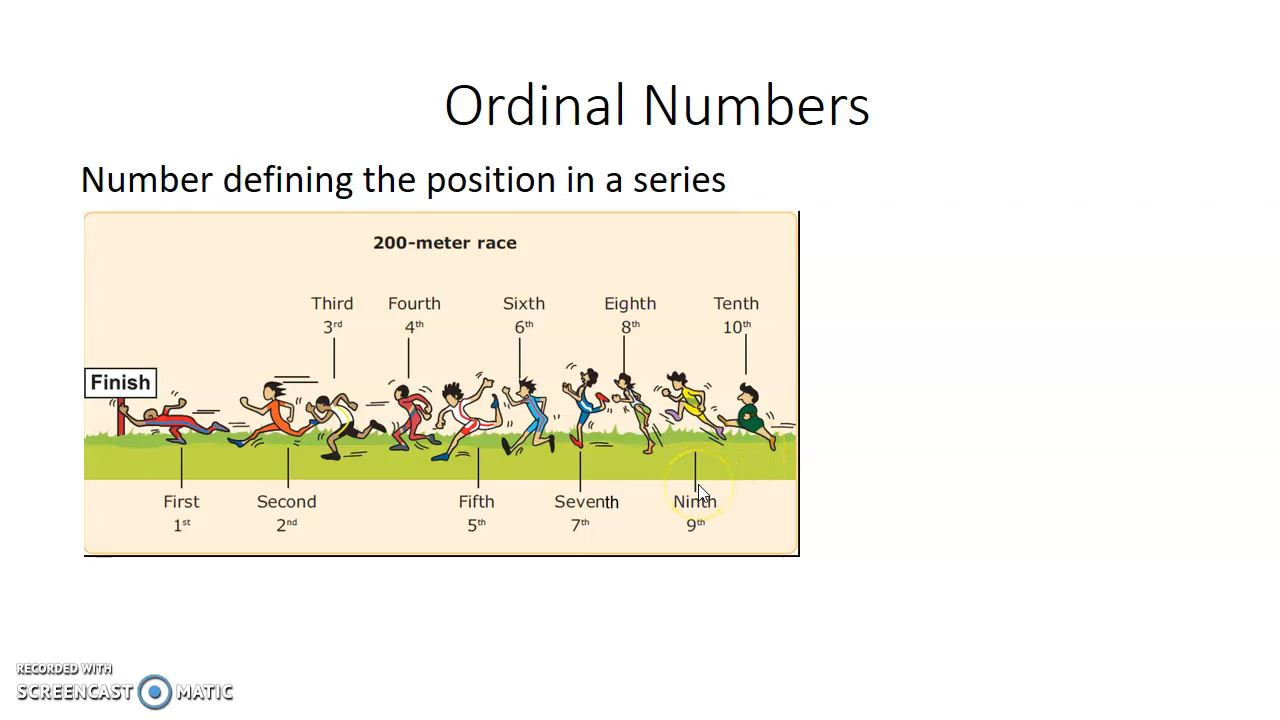 Ordinal Numbers
Number defining the position in a series
200-meter race
Third Fourth Sixth Eighth Tenth
3rd 4th 6th 8th 10th
Finish
First Second Fifth Seventh Ninth
1st 2nd 5th 7th 9th
RECORDED WITH
SCREENCAST MATIC